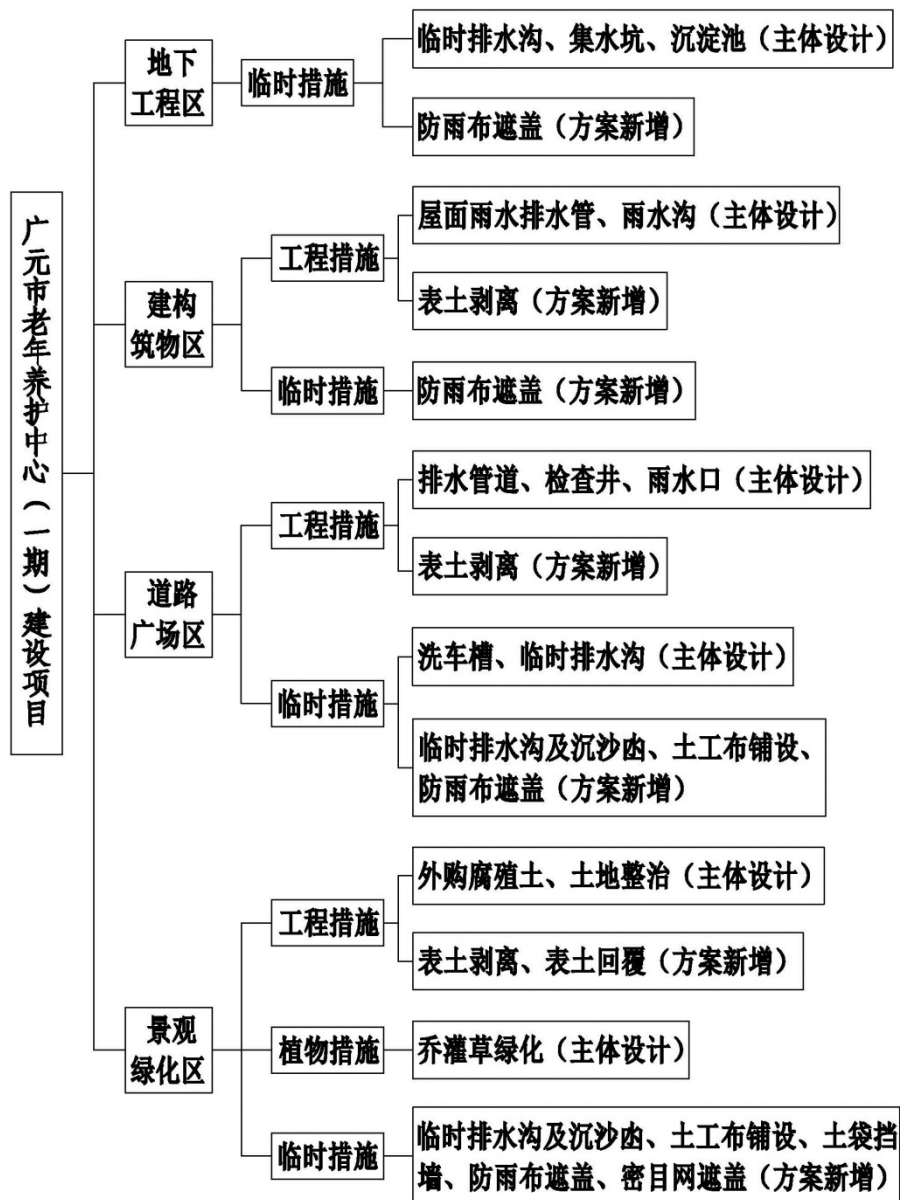 广元市老年养护中心（一期）建设项目
地下
工程区
临时措施
临时排水沟、集水坑、沉淀池（主体设计）
防雨布遮盖（方案新增）
建构
筑物区
工程措施
屋面雨水排水管、雨水沟（主体设计）
表土剥离（方案新增）
临时措施
防雨布遮盖（方案新增）
道路
广场区
工程措施
排水管道、检查井、雨水口（主体设计）
表土剥离（方案新增）
临时措施
洗车槽、临时排水沟（主体设计）
临时排水沟及沉沙凼、土工布铺设、
防雨布遮盖（方案新增）
景观
绿化区
工程措施
外购腐殖土、土地整治（主体设计）
表土剥离、表土回覆（方案新增）
植物措施
乔灌草绿化（主体设计）
临时措施
临时排水沟及沉沙凼、土工布铺设、土袋挡
墙、防雨布遮盖、密目网遮盖（方案新增）